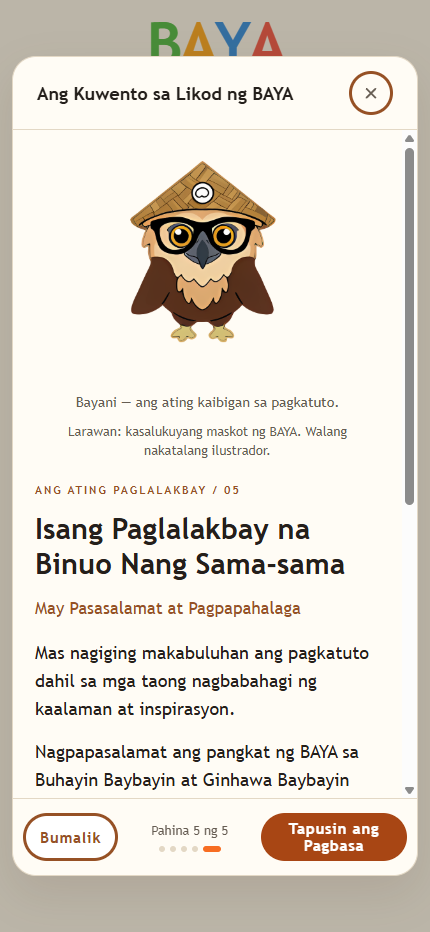 BAYA
Ang Kuwento sa Likod ng BAYA
Bayani — ang ating kaibigan sa pagkatuto.
Larawan: kasalukuyang maskot ng BAYA. Walang
nakatalang ilustrador.
ANG ATING PAGLALAKBAY / 05
Isang Paglalakbay na
Binuo Nang Sama-sama
May Pasasalamat at Pagpapahalaga
Mas nagiging makabuluhan ang pagkatuto
dahil sa mga taong nagbabahagi ng
kaalaman at inspirasyon.
Nagpapasalamat ang pangkat ng BAYA sa
Buhayin Baybayin at Ginhawa Baybayin
Bumalik
Pahina 5 ng 5
Tapusin ang
Pagbasa